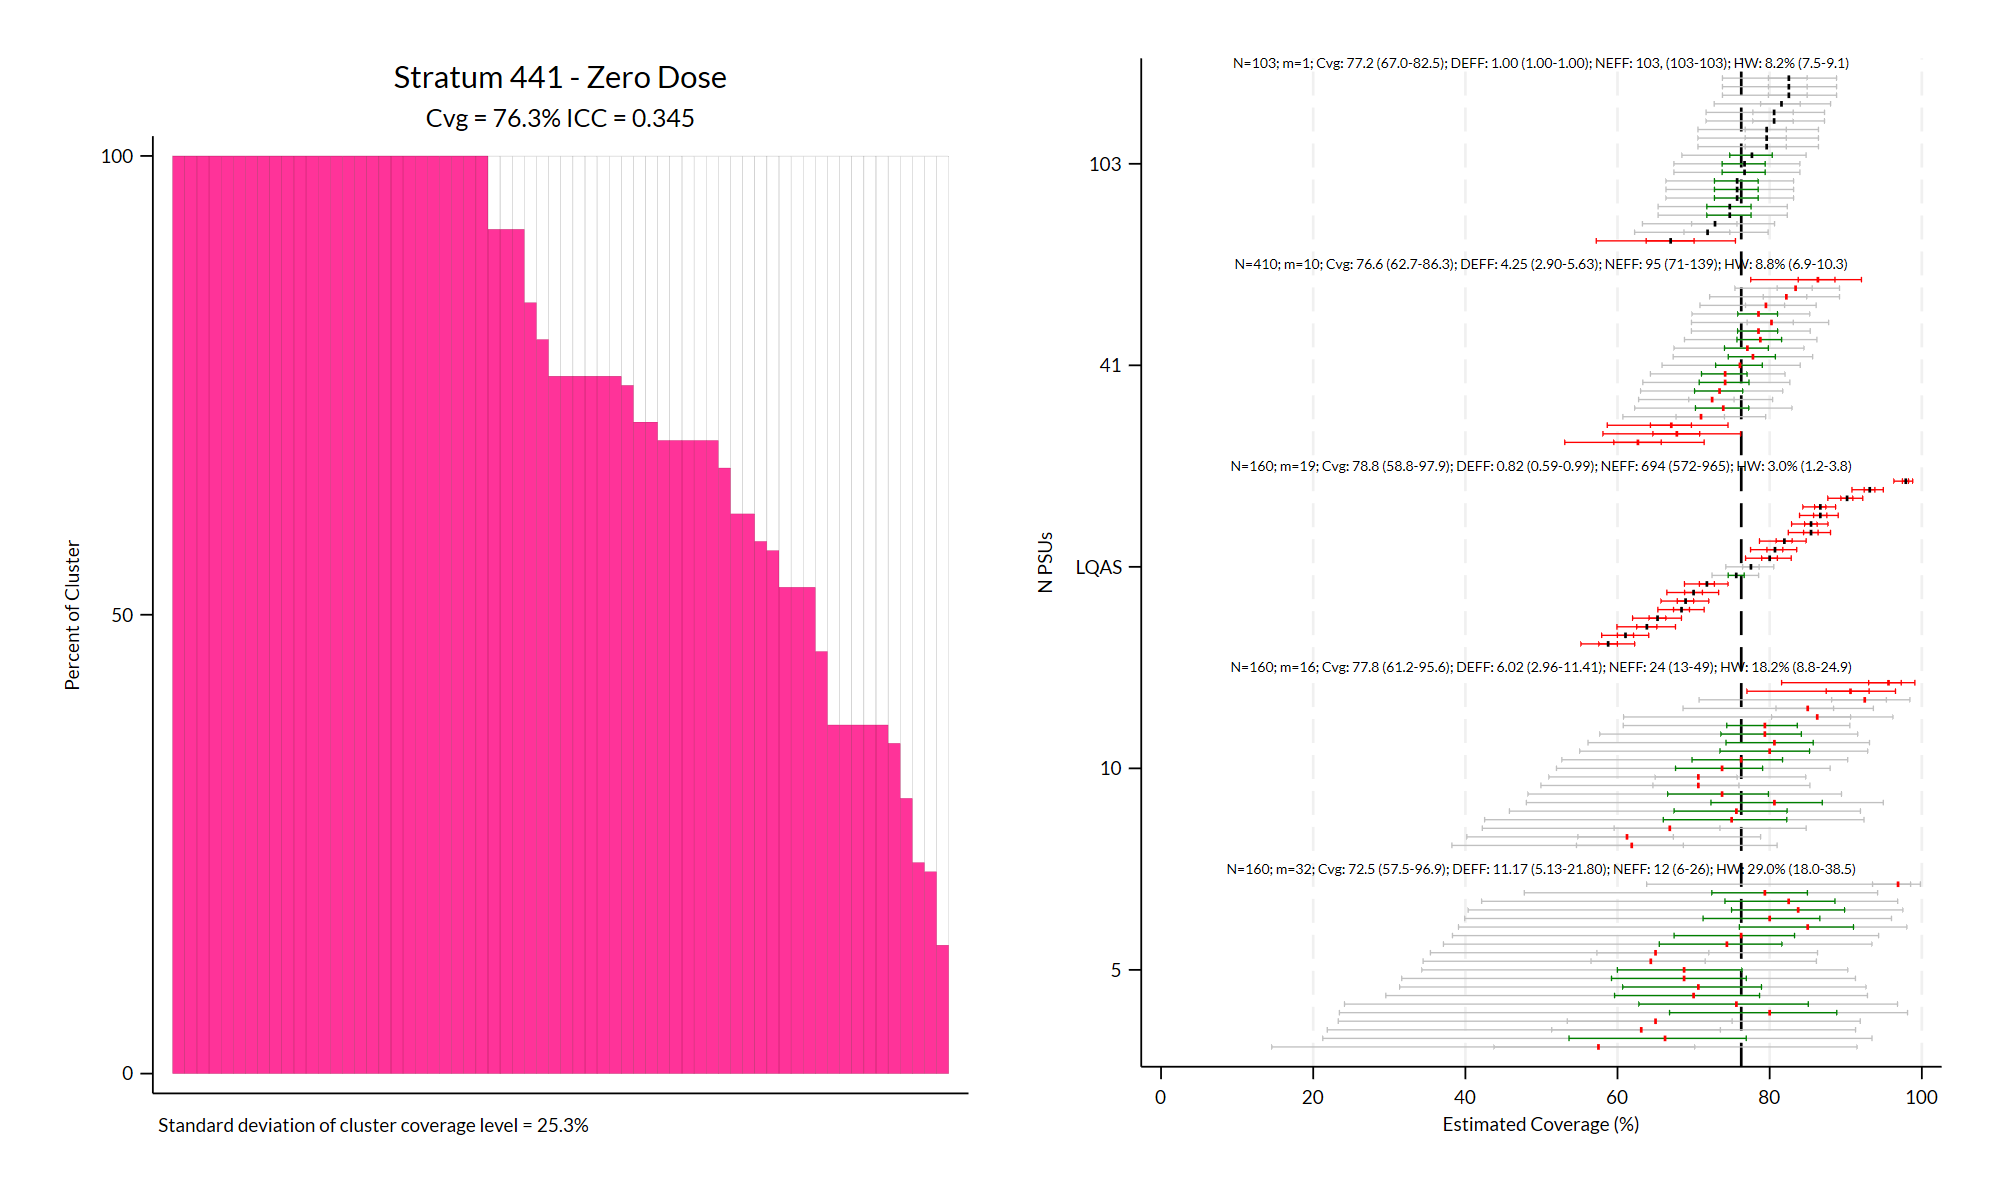 Stratum 441 - Zero Dose
Cvg = 76.3% ICC = 0.345
Percent of Cluster
100
50
0
Standard deviation of cluster coverage level = 25.3%
N PSUs
N=103; m=1; Cvg: 77.2 (67.0-82.5); DEFF: 1.00 (1.00-1.00); NEFF: 103, (103-103); HW: 8.2% (7.5-9.1)
103
N=410; m=10; Cvg: 76.6 (62.7-86.3); DEFF: 4.25 (2.90-5.63); NEFF: 95 (71-139); HW: 8.8% (6.9-10.3)
41
N=160; m=19; Cvg: 78.8 (58.8-97.9); DEFF: 0.82 (0.59-0.99); NEFF: 694 (572-965); HW: 3.0% (1.2-3.8)
LQAS
N=160; m=16; Cvg: 77.8 (61.2-95.6); DEFF: 6.02 (2.96-11.41); NEFF: 24 (13-49); HW: 18.2% (8.8-24.9)
10
N=160; m=32; Cvg: 72.5 (57.5-96.9); DEFF: 11.17 (5.13-21.80); NEFF: 12 (6-26); HW: 29.0% (18.0-38.5)
5
0 20 40 60 80 100
Estimated Coverage (%)